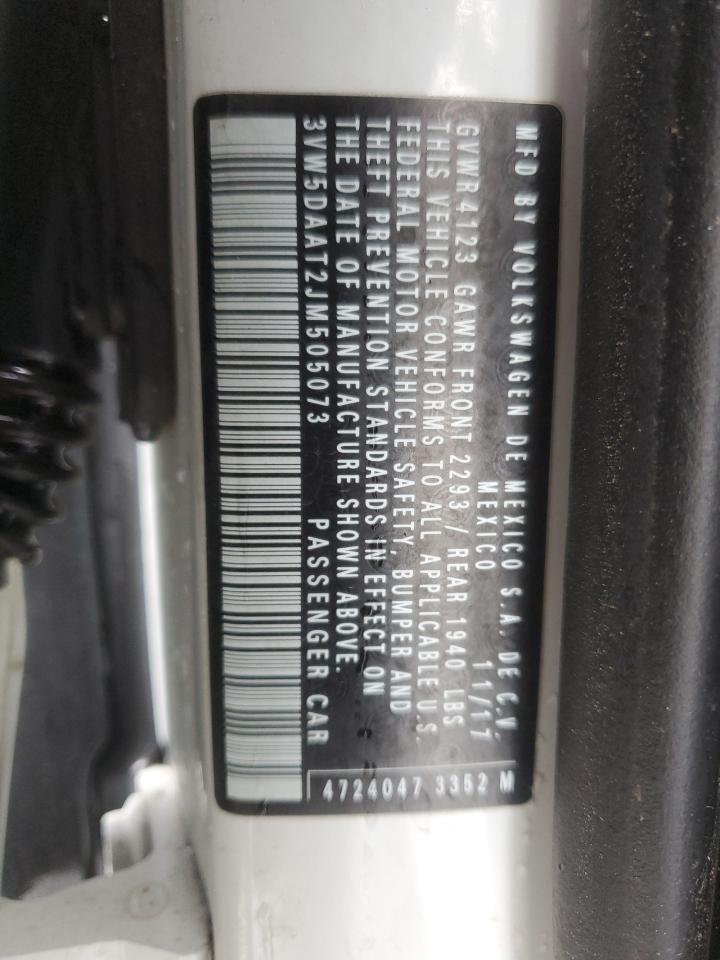 MFD BY VOLKSWAGEN DE MEXICO S.A. DE C.V.
MEXICO 11/17
GVWR 4123 GAWR FRONT 2293 / REAR 1940 LBS
THIS VEHICLE CONFORMS TO ALL APPLICABLE U.S.
FEDERAL MOTOR VEHICLE SAFETY, BUMPER AND
THEFT PREVENTION STANDARDS IN EFFECT ON
THE DATE OF MANUFACTURE SHOWN ABOVE.
3VW5DAAT2JM505073 PASSENGER CAR
4724047 3352 M